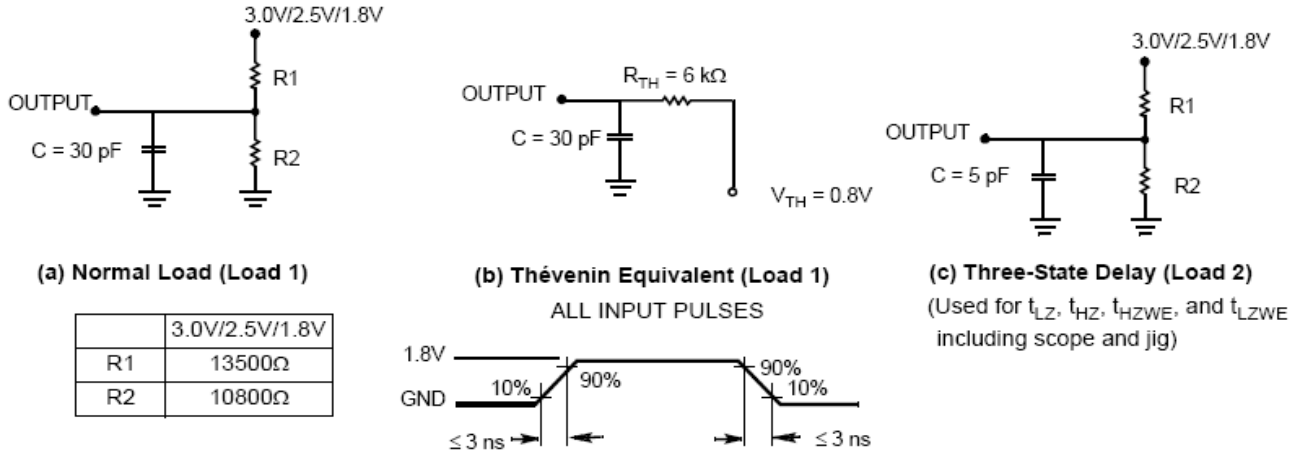 3.0V/2.5V/1.8V
R1
OUTPUT
C = 30 pF
R2
(a) Normal Load (Load 1)
3.0V/2.5V/1.8V
R1 13500Ω
R2 10800Ω
R_TH = 6 kΩ
OUTPUT
C = 30 pF
V_TH = 0.8V
(b) Thévenin Equivalent (Load 1)
ALL INPUT PULSES
1.8V
GND
10%
90%
90%
10%
≤ 3 ns
≤ 3 ns
3.0V/2.5V/1.8V
R1
OUTPUT
C = 5 pF
R2
(c) Three-State Delay (Load 2)
(Used for t_LZ, t_HZ, t_HZWE, and t_LZWE
including scope and jig)